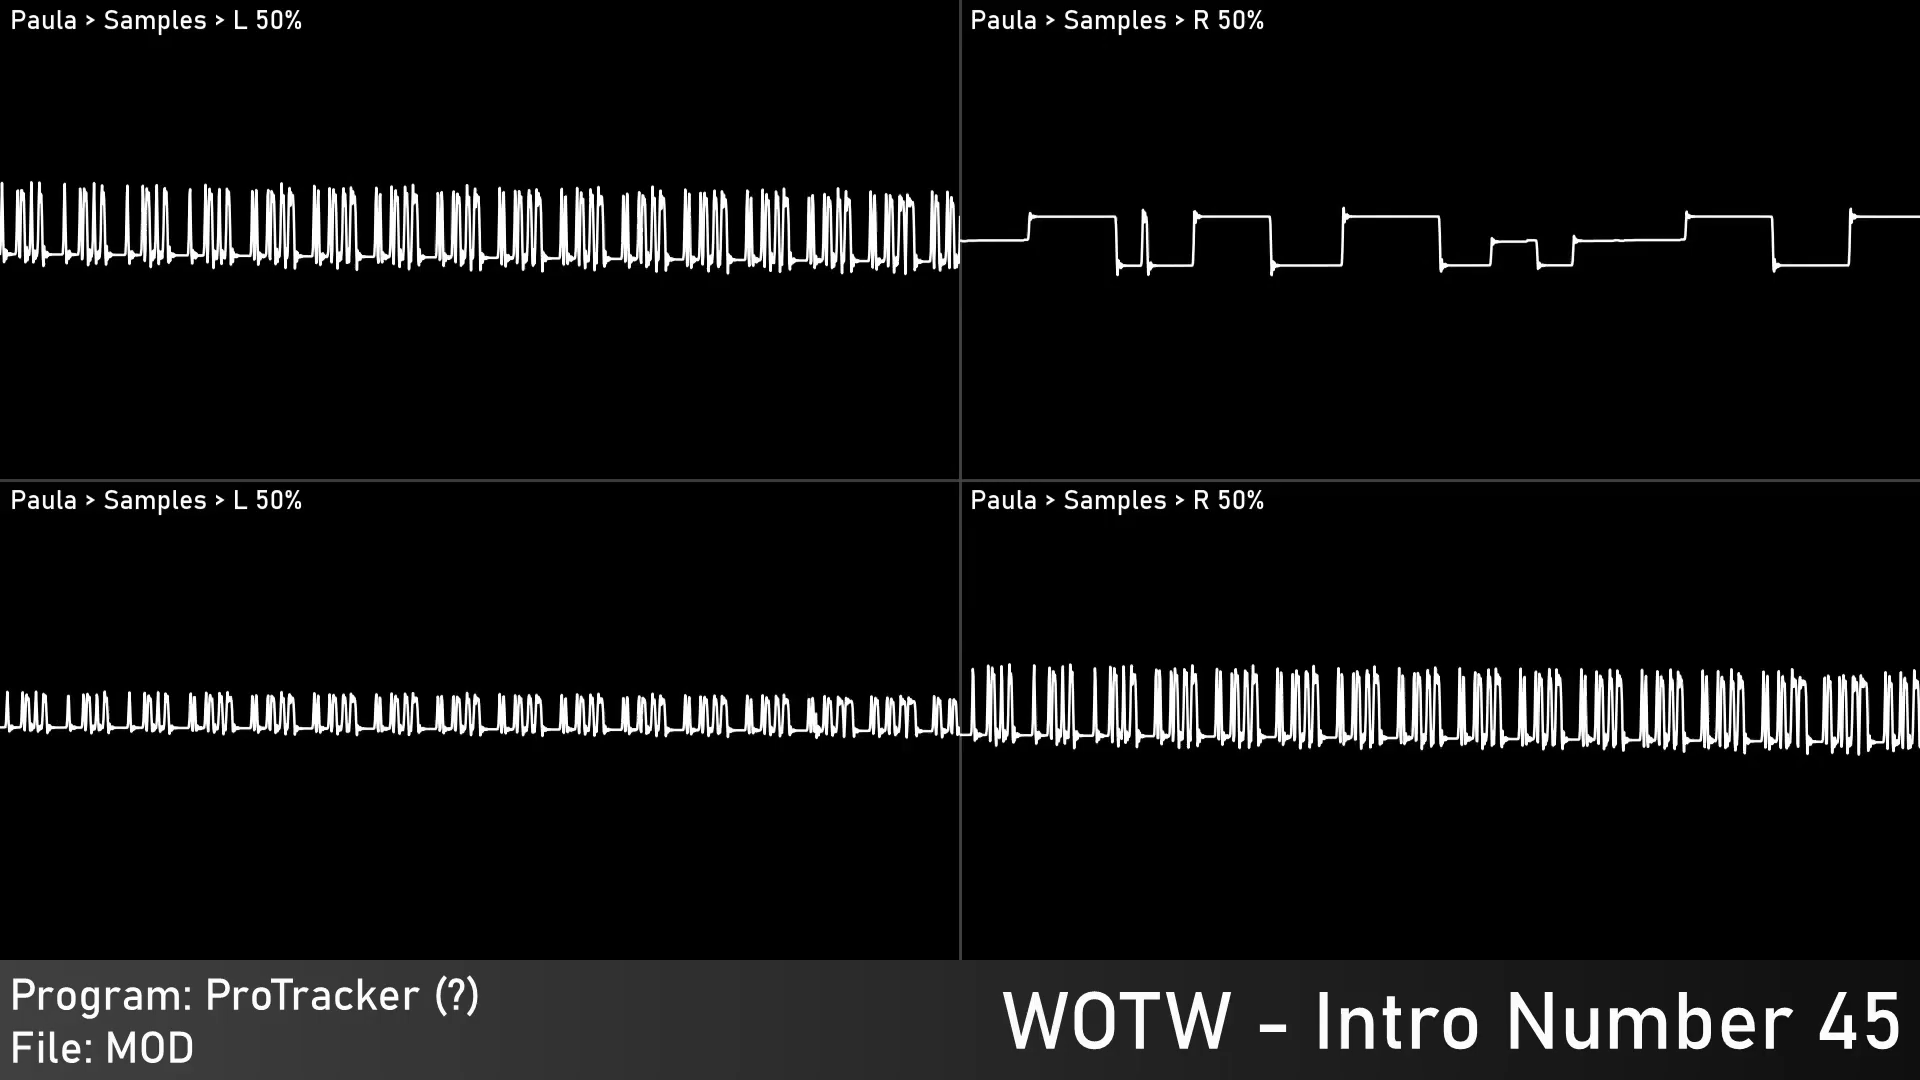 Paula > Samples > L 50%
Paula > Samples > R 50%
Paula > Samples > L 50%
Paula > Samples > R 50%
Program: ProTracker (?)
File: MOD
WOTW - Intro Number 45